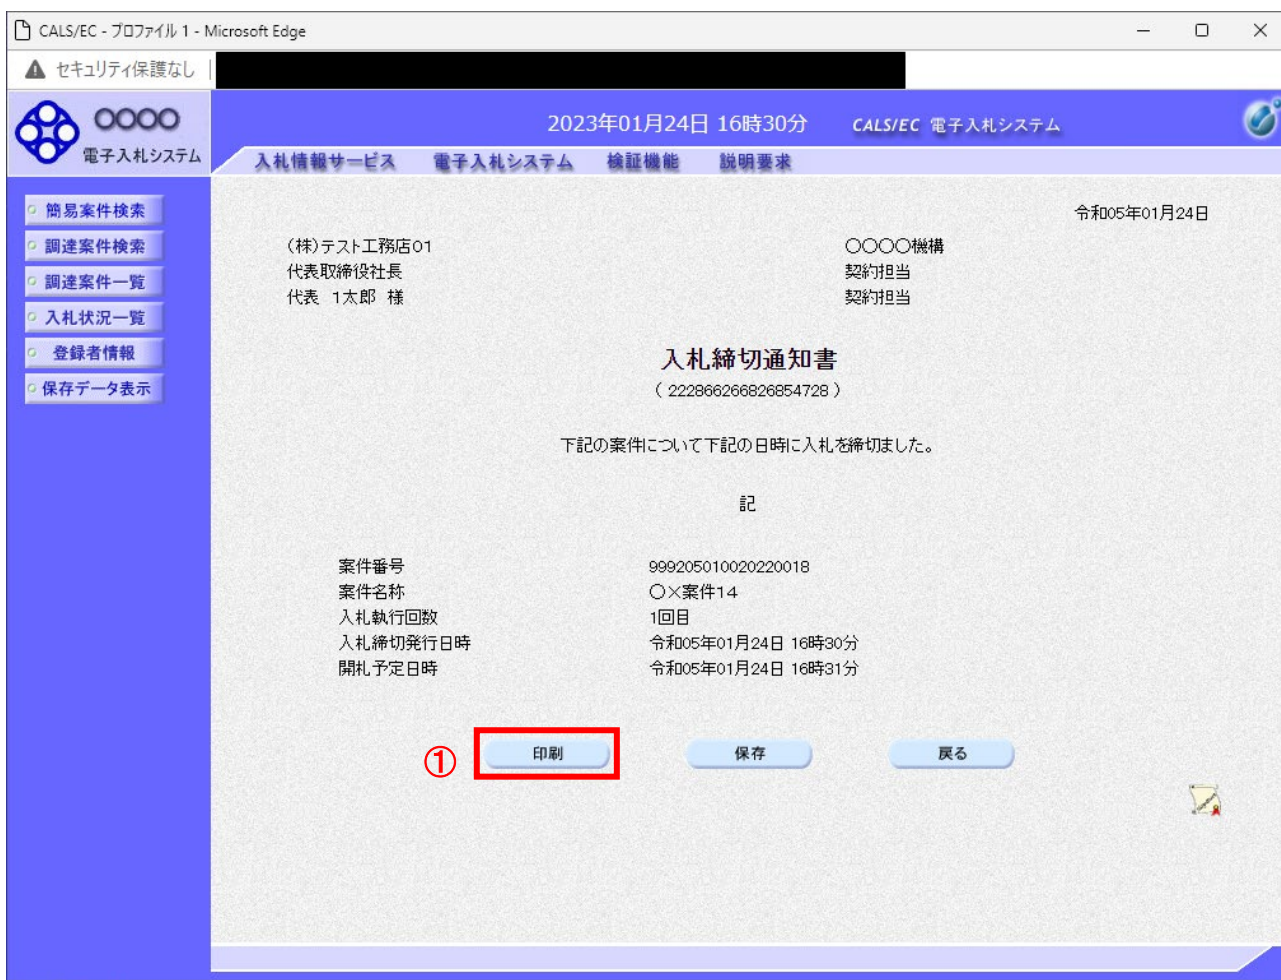 CALS/EC - プロファイル 1 - Microsoft Edge
セキュリティ保護なし
〇〇〇〇
電子入札システム
2023年01月24日 16時30分 CALS/EC 電子入札システム
入札情報サービス 電子入札システム 検証機能 説明要求
簡易案件検索
調達案件検索
調達案件一覧
入札状況一覧
登録者情報
保存データ表示
令和05年01月24日
(株)テスト工務店01 〇〇〇〇機構
代表取締役社長 契約担当
代表 1太郎 様 契約担当
入札締切通知書
( 222866266826854728 )
下記の案件について下記の日時に入札を締切ました。
記
案件番号 999205010020220018
案件名称 〇×案件14
入札執行回数 1回目
入札締切発行日時 令和05年01月24日 16時30分
開札予定日時 令和05年01月24日 16時31分
① 印刷 保存 戻る